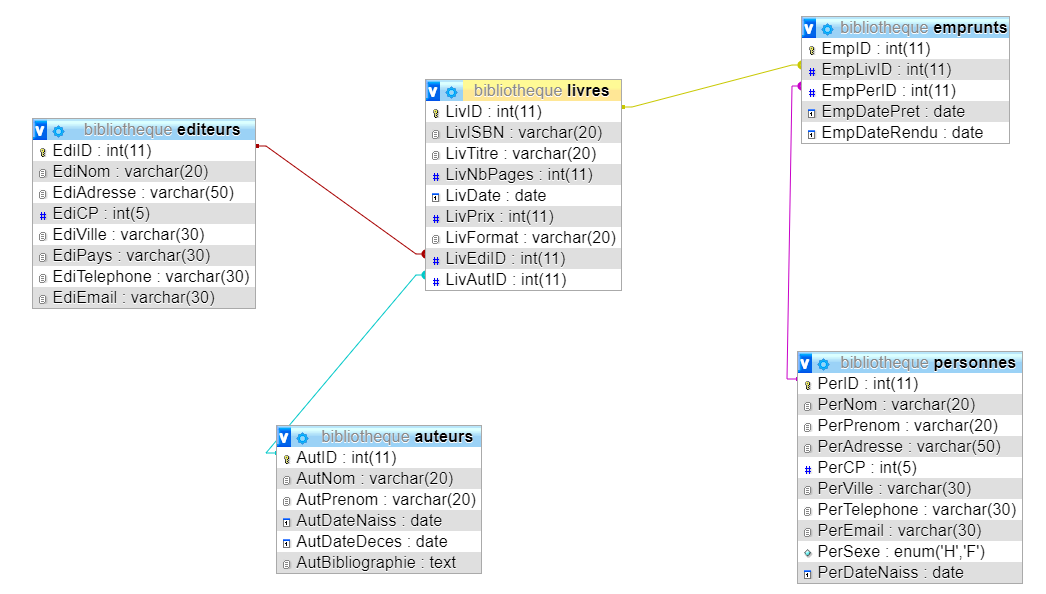 bibliotheque editeurs
EdiID : int(11)
EdiNom : varchar(20)
EdiAdresse : varchar(50)
EdiCP : int(5)
EdiVille : varchar(30)
EdiPays : varchar(30)
EdiTelephone : varchar(30)
EdiEmail : varchar(30)
bibliotheque livres
LivID : int(11)
LivISBN : varchar(20)
LivTitre : varchar(20)
LivNbPages : int(11)
LivDate : date
LivPrix : int(11)
LivFormat : varchar(20)
LivEdiID : int(11)
LivAutID : int(11)
bibliotheque auteurs
AutID : int(11)
AutNom : varchar(20)
AutPrenom : varchar(20)
AutDateNaiss : date
AutDateDeces : date
AutBibliographie : text
bibliotheque emprunts
EmpID : int(11)
EmpLivID : int(11)
EmpPerID : int(11)
EmpDatePret : date
EmpDateRendu : date
bibliotheque personnes
PerID : int(11)
PerNom : varchar(20)
PerPrenom : varchar(20)
PerAdresse : varchar(50)
PerCP : int(5)
PerVille : varchar(30)
PerTelephone : varchar(30)
PerEmail : varchar(30)
PerSexe : enum('H','F')
PerDateNaiss : date